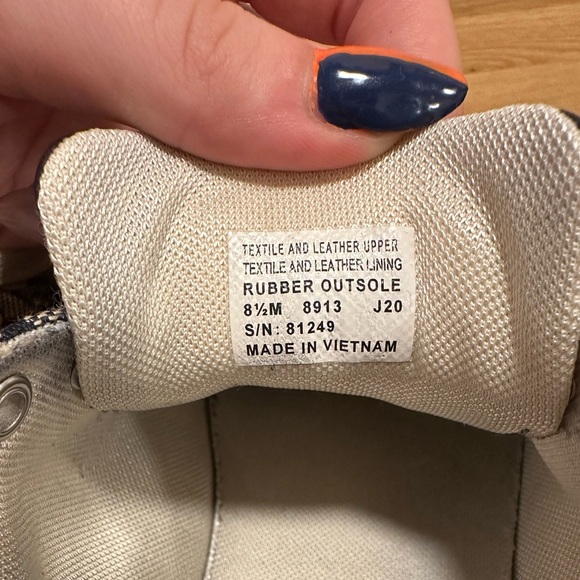 TEXTILE AND LEATHER UPPER
TEXTILE AND LEATHER LINING
RUBBER OUTSOLE
8½M 8913 J20
S/N: 81249
MADE IN VIETNAM